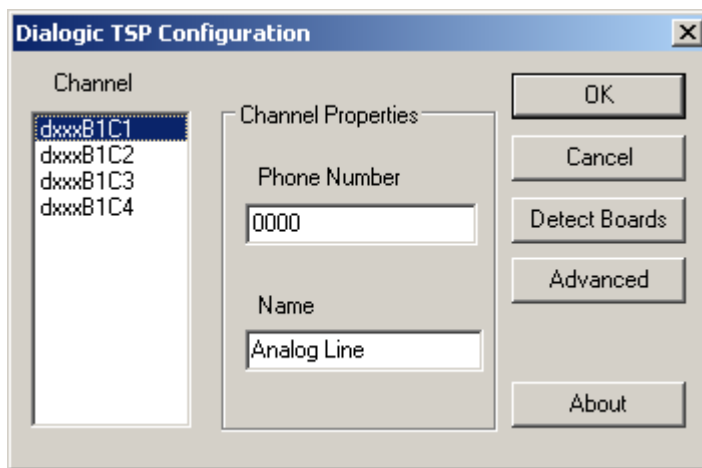 Dialogic TSP Configuration
Channel
dxxxB1C1
dxxxB1C2
dxxxB1C3
dxxxB1C4
Channel Properties
Phone Number
0000
Name
Analog Line
OK
Cancel
Detect Boards
Advanced
About